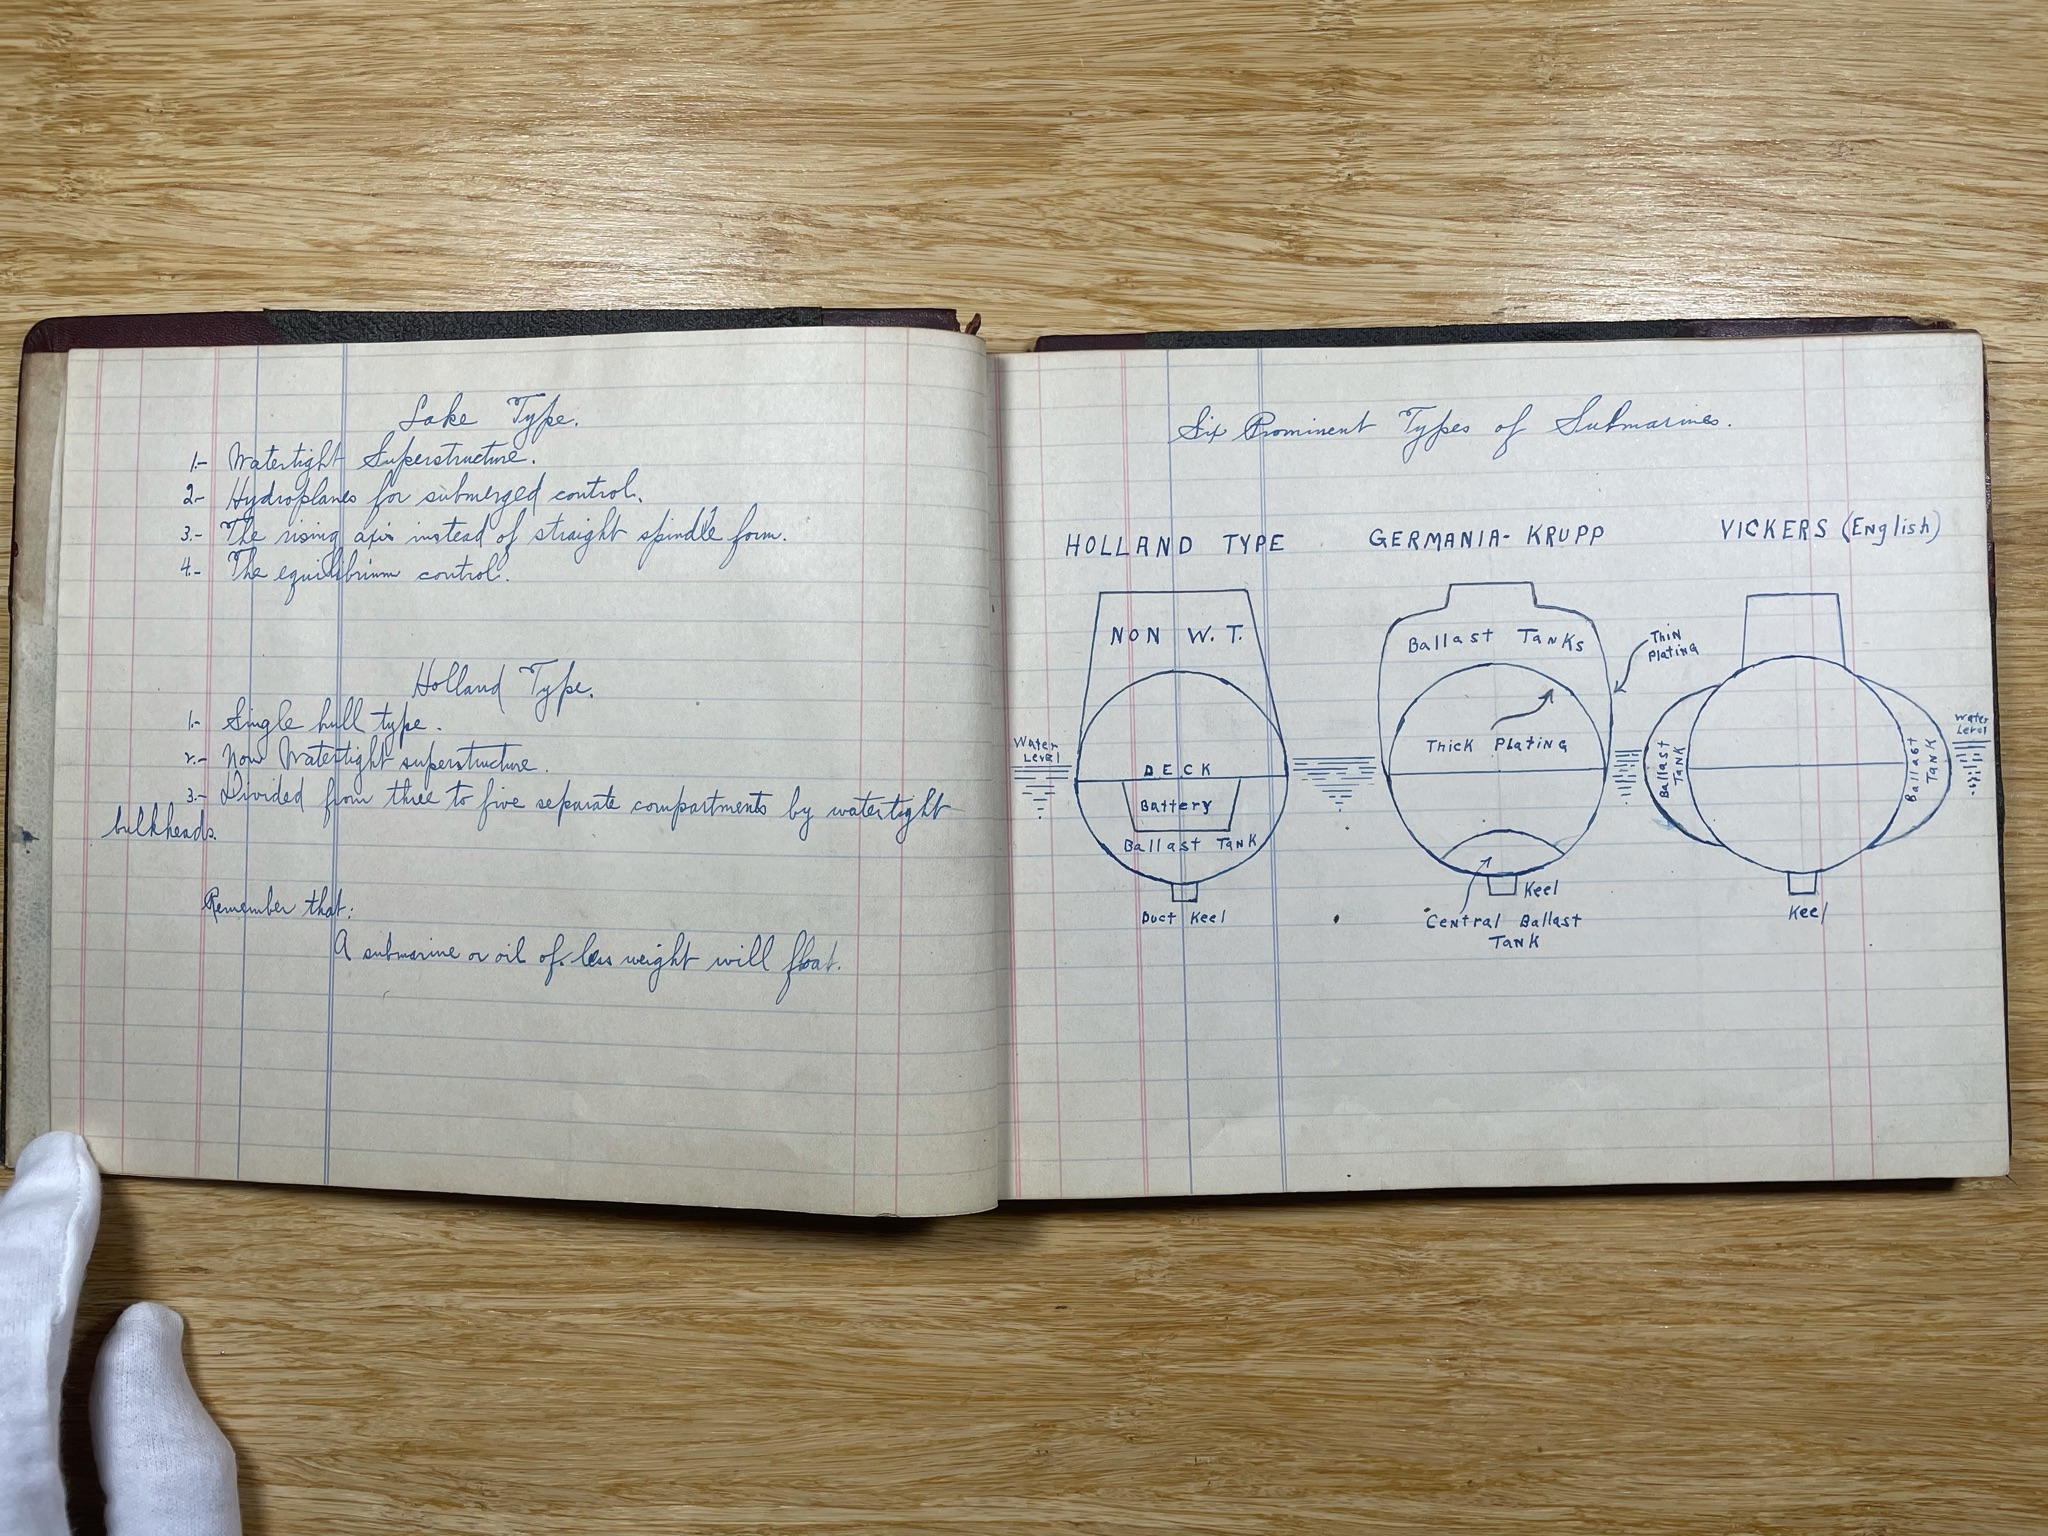 Lake Type.
1.- Watertight Superstructure.
2- Hydroplanes for submerged control.
3.- The rising axis instead of straight spindle form.
4.- The equilibrium control.
Holland Type.
1.- Single hull type.
2.- Non Watertight superstructure.
3.- Divided from three to five separate compartments by watertight
bulkheads.
Remember that:
A submarine or oil of less weight will float.
Six Prominent Types of Submarines.
HOLLAND TYPE
NON W.T.
Water
Level
DECK
Battery
Ballast Tank
Duct Keel
GERMANIA-KRUPP
Ballast Tanks
Thin
Plating
Thick Plating
Keel
Central Ballast
Tank
VICKERS (English)
Ballast
Tank
Ballast
Tank
Water
Level
Keel